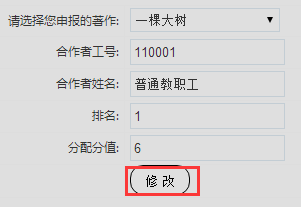 请选择您申报的著作: 一棵大树
合作者工号: 110001
合作者姓名: 普通教职工
排名: 1
分配分值: 6
修改